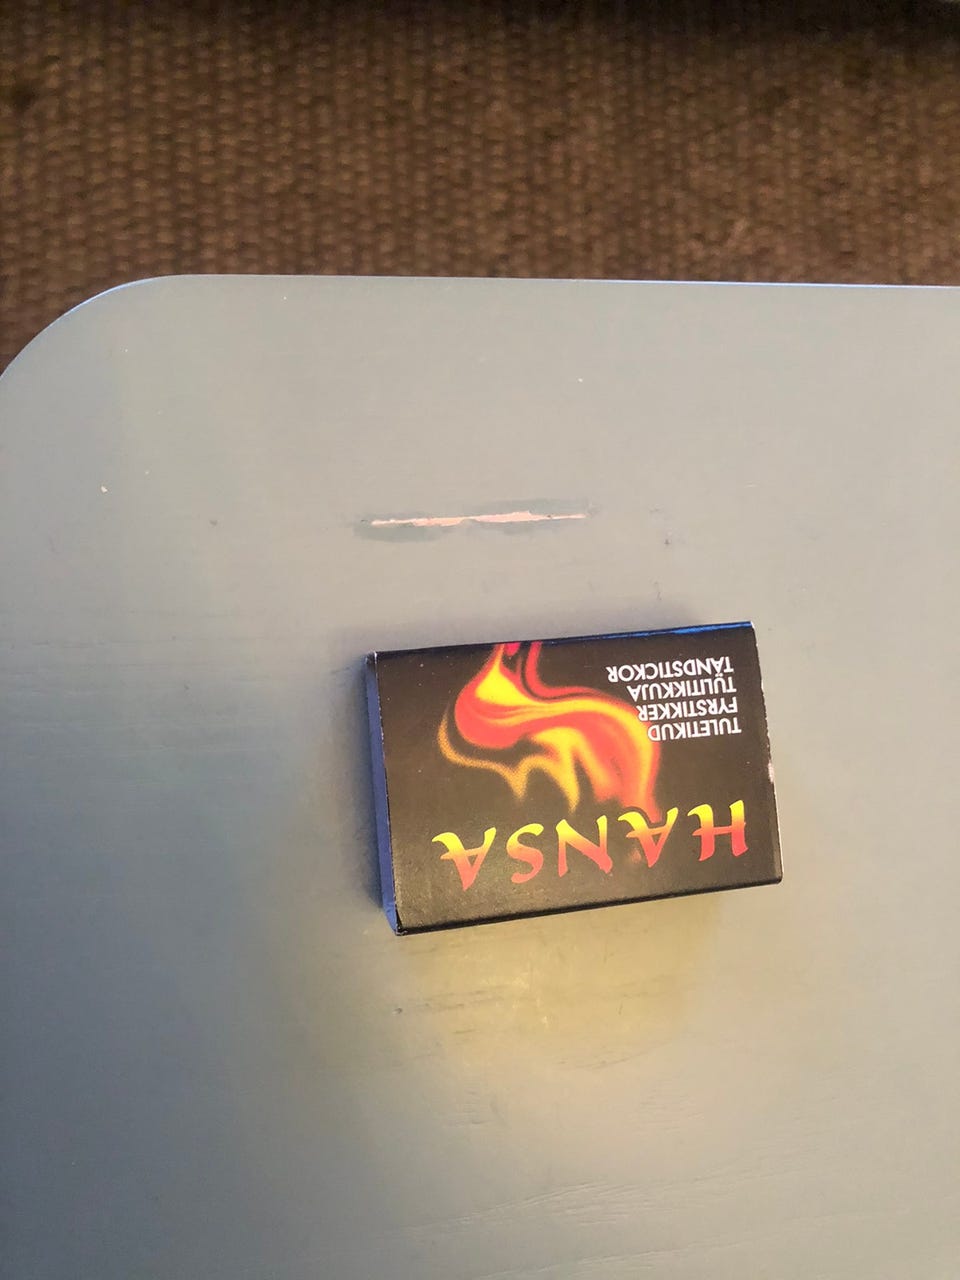 HANSA
TULETIKUD
FYRSTIKKER
TULITIKKUJA
TÄNDSTICKOR